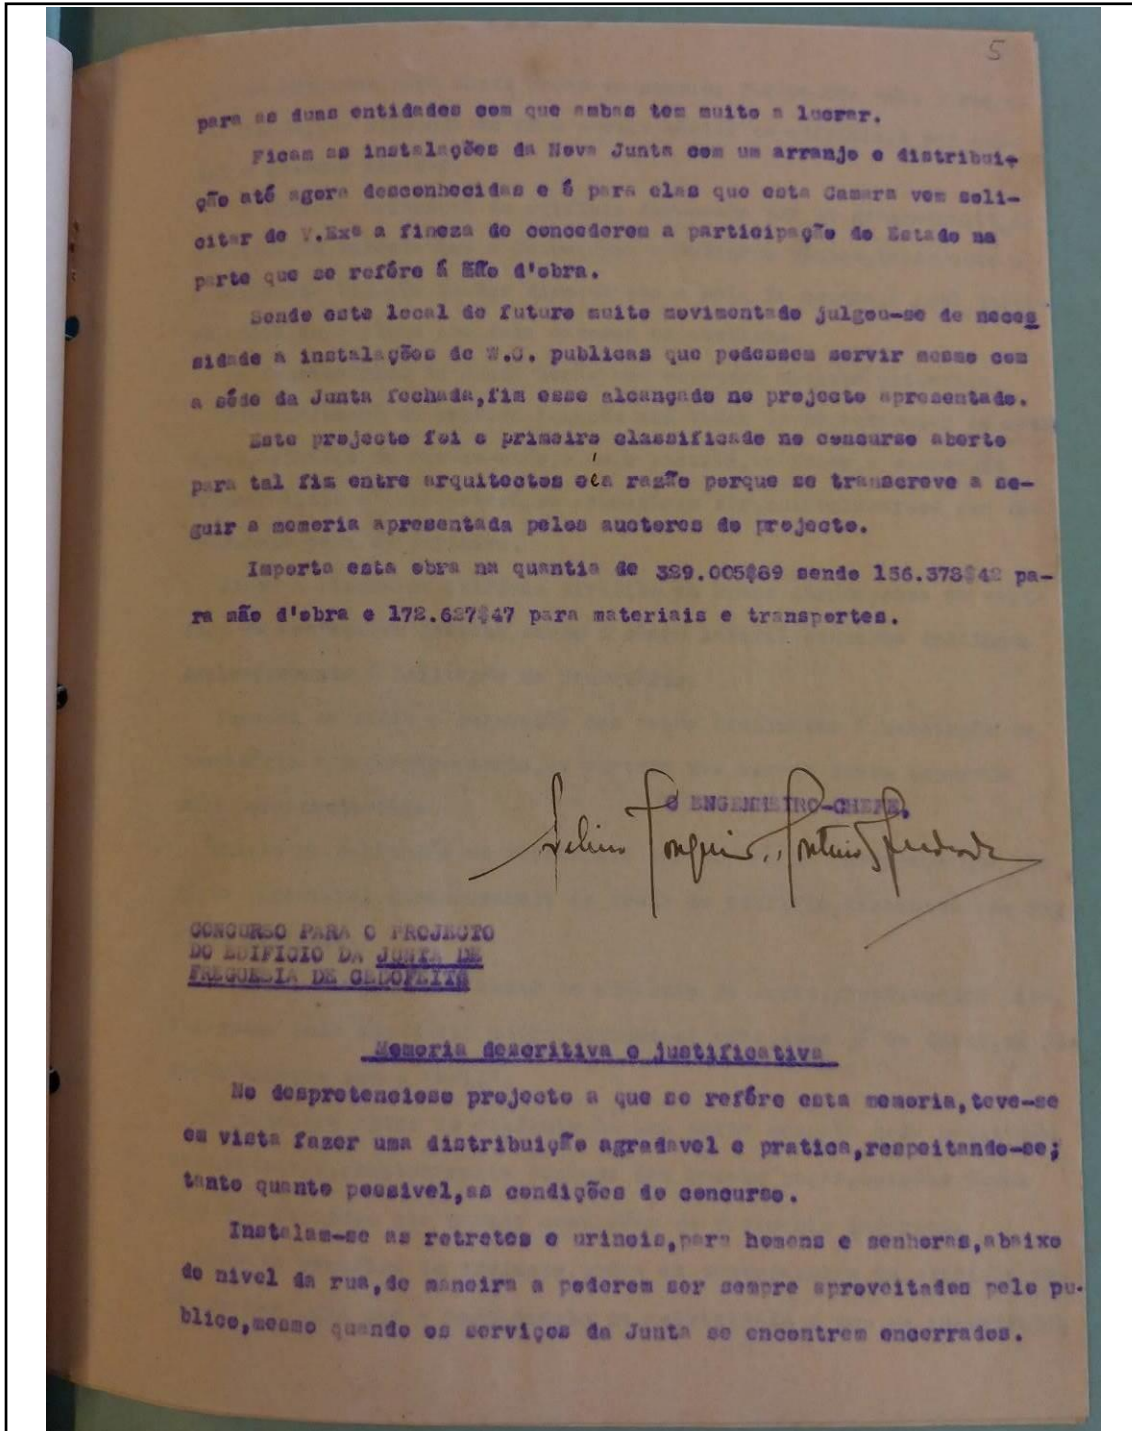 5
para as duas entidades com que ambas tem muito a lucrar.
Ficam as instalações da Nova Junta com um arranjo e distribui-
ção até agora desconhecidas e é para elas que esta Camara vem soli-
citar de V.Exª a fineza de concederem a participação do Estado na
parte que se refére á mão d'obra.
Sendo este local de futuro muito movimentado julgou-se de neces
sidade a instalações de W.C. publicas que podessem servir mesmo com
a séde da Junta fechada,fim esse alcançado no projecto apresentado.
Este projecto foi o primeiro classificado no concurso aberto
para tal fim entre arquitectos e é a razão porque se transcreve a se-
guir a memoria apresentada pelos auctores do projecto.
Importa esta obra na quantia de 329.005$89 sendo 156.378$42 pa-
ra mão d'obra e 172.627$47 para materiais e transportes.
O ENGENHEIRO-CHEFE,
CONCURSO PARA O PROJECTO
DO EDIFICIO DA JUNTA DE
FREGUESIA DE CEDOFEITA
Memoria descritiva e justificativa
No despretencioso projecto a que se refére esta memoria,teve-se
em vista fazer uma distribuição agradavel e pratica,respeitando-se;
tanto quanto possivel,as condições do concurso.
Instalam-se as retretes e urinois,para homens e senhoras,abaixo
do nivel da rua,de maneira a poderem ser sempre aproveitados pelo pu-
blico,mesmo quando os serviços da Junta se encontrem encerrados.